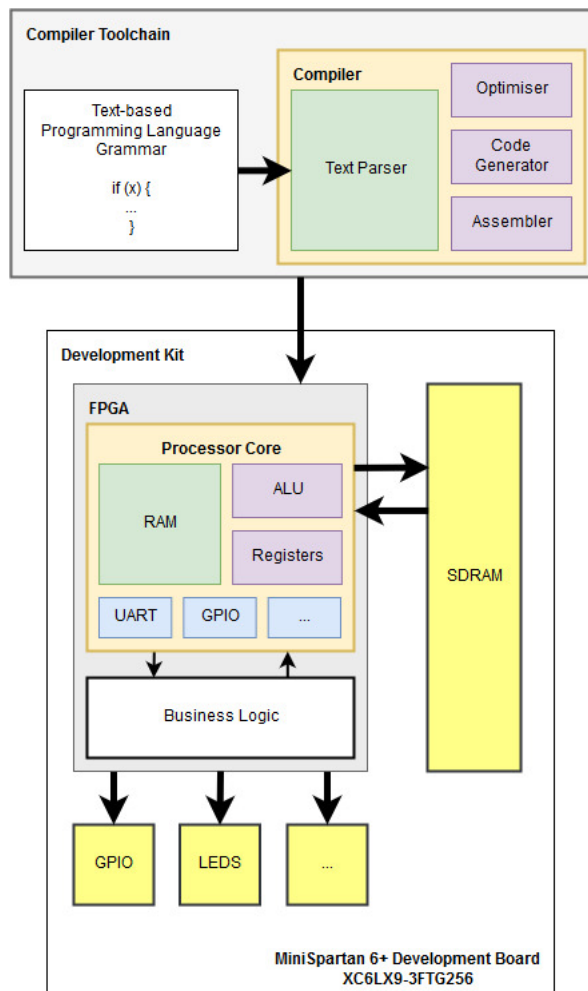 Compiler Toolchain
Text-based
Programming Language
Grammar
if (x) {
...
}
Compiler
Text Parser
Optimiser
Code
Generator
Assembler
Development Kit
FPGA
Processor Core
RAM
ALU
Registers
UART
GPIO
...
Business Logic
SDRAM
GPIO
LEDS
...
MiniSpartan 6+ Development Board
XC6LX9-3FTG256